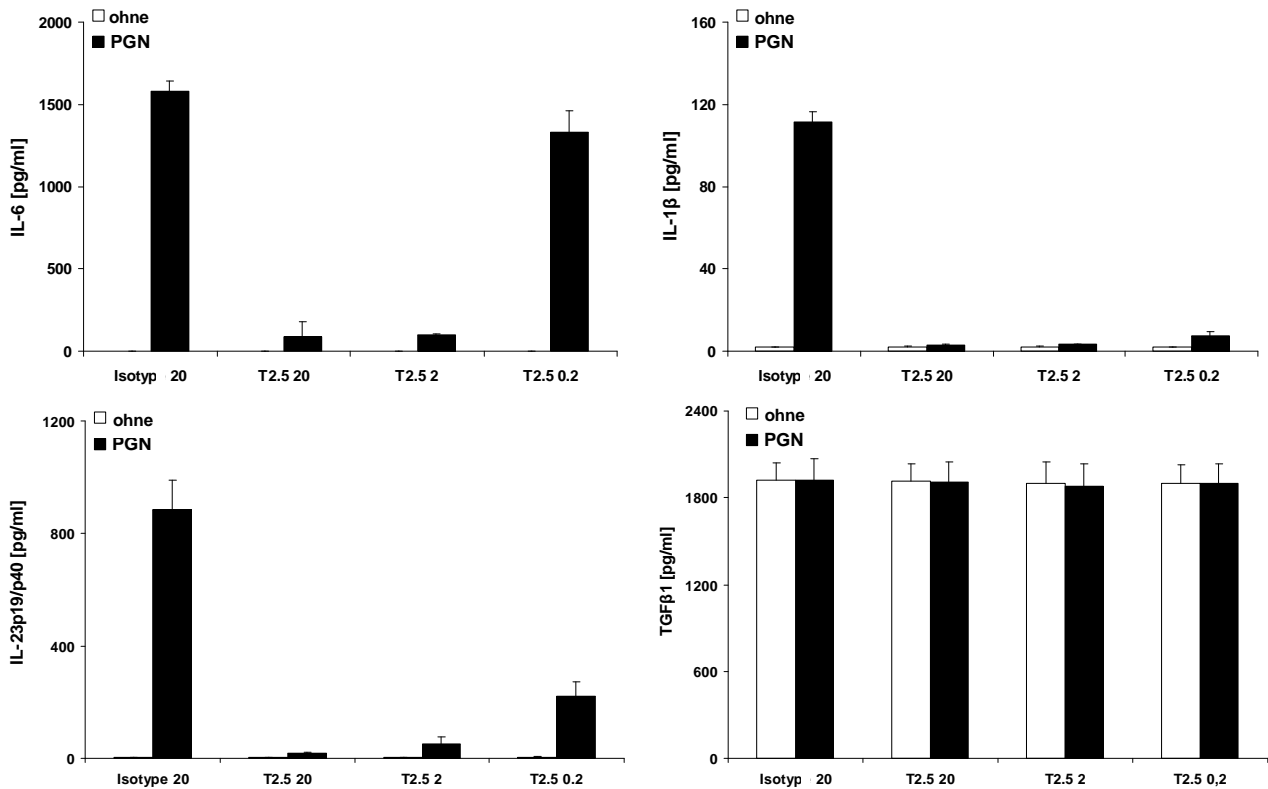 ohne
PGN
IL-6 [pg/ml]
2000
1500
1000
500
0
Isotyp 20
T2.5 20
T2.5 2
T2.5 0.2
ohne
PGN
IL-1β [pg/ml]
160
120
80
40
0
Isotyp 20
T2.5 20
T2.5 2
T2.5 0.2
ohne
PGN
IL-23p19/p40 [pg/ml]
1200
800
400
0
Isotype 20
T2.5 20
T2.5 2
T2.5 0.2
ohne
PGN
TGFβ1 [pg/ml]
2400
1800
1200
600
0
Isotyp 20
T2.5 20
T2.5 2
T2.5 0,2